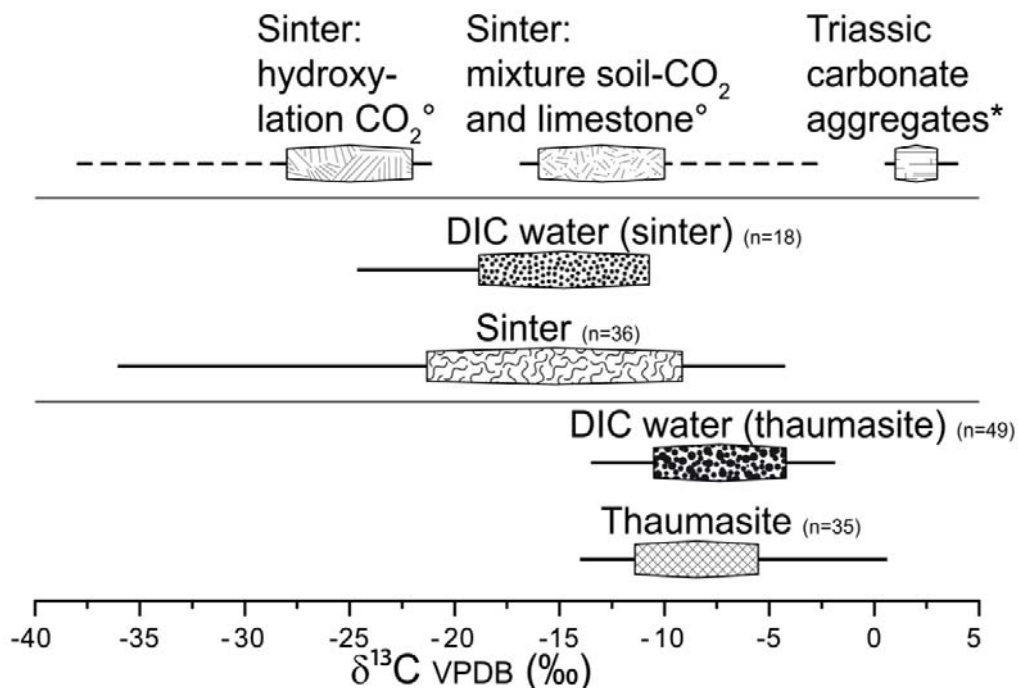 Sinter:
hydroxy-
lation CO₂°
Sinter:
mixture soil-CO₂
and limestone°
Triassic
carbonate
aggregates*
DIC water (sinter) (n=18)
Sinter (n=36)
DIC water (thaumasite) (n=49)
Thaumasite (n=35)
-40 -35 -30 -25 -20 -15 -10 -5 0 5
δ¹³C VPDB (‰)